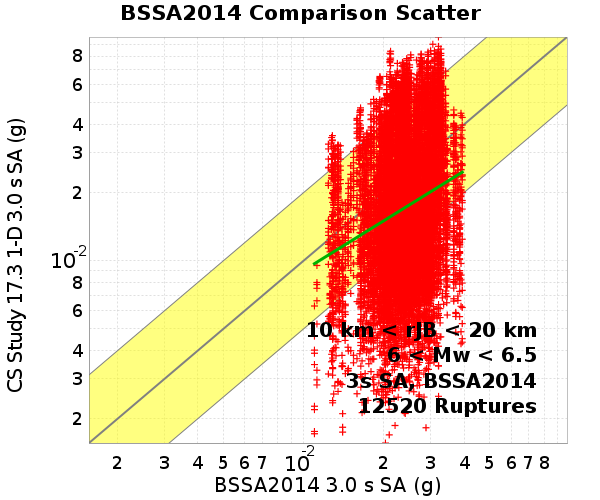 BSSA2014 Comparison Scatter
CS Study 17.3 1-D 3.0 s SA (g)
8
6
4
3
2
10-2
8
6
4
3
2
10 km < rJB < 20 km
6 < Mw < 6.5
3s SA, BSSA2014
12520 Ruptures
2 3 4 5 6 7 10-2 2 3 4 5 6 7 8
BSSA2014 3.0 s SA (g)